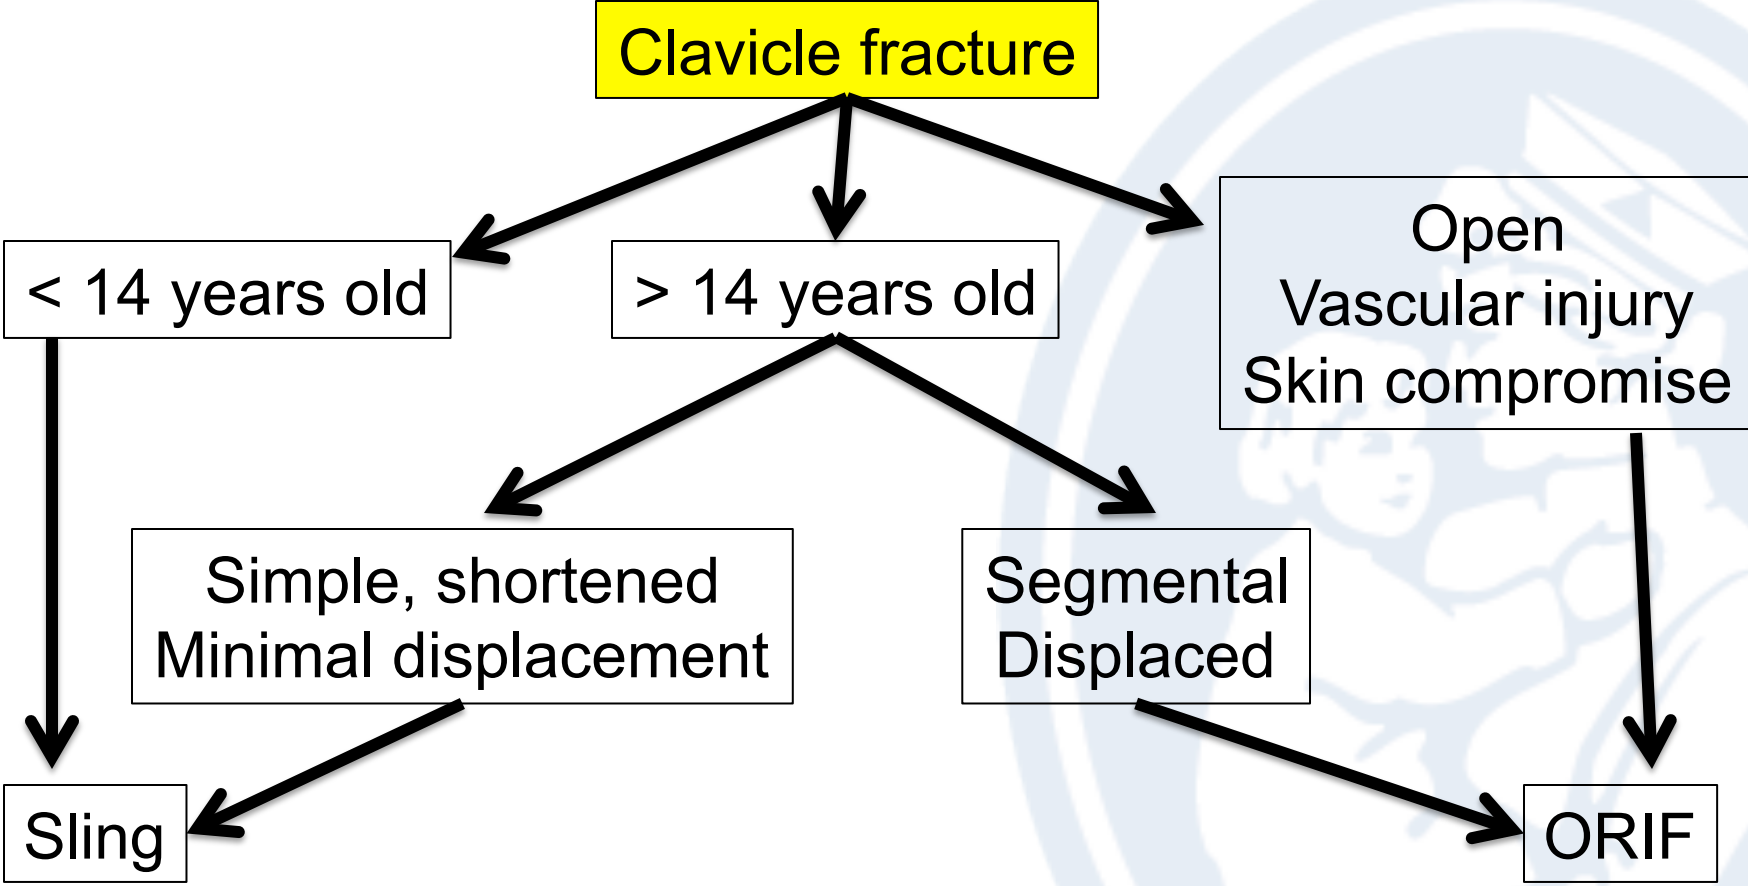 Clavicle fracture
< 14 years old
> 14 years old
Open
Vascular injury
Skin compromise
Simple, shortened
Minimal displacement
Segmental
Displaced
Sling
ORIF